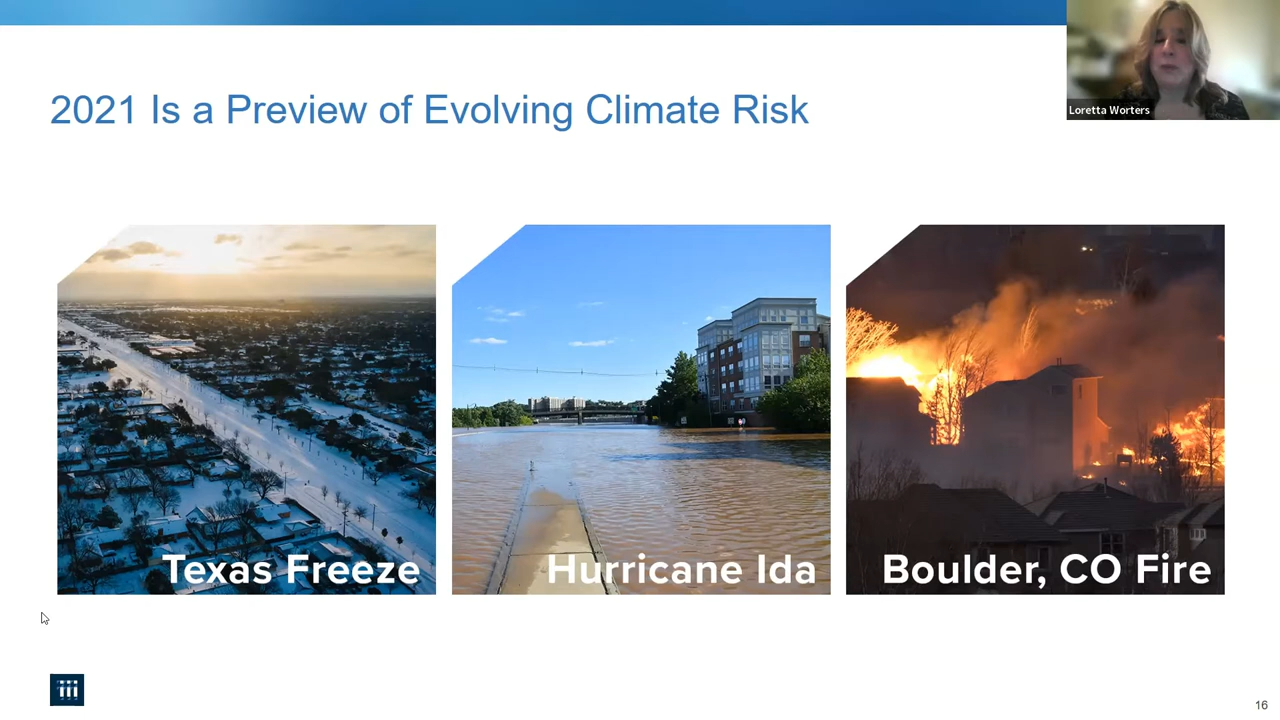 2021 Is a Preview of Evolving Climate Risk
Loretta Worters
Texas Freeze
Hurricane Ida
Boulder, CO Fire
iii
16